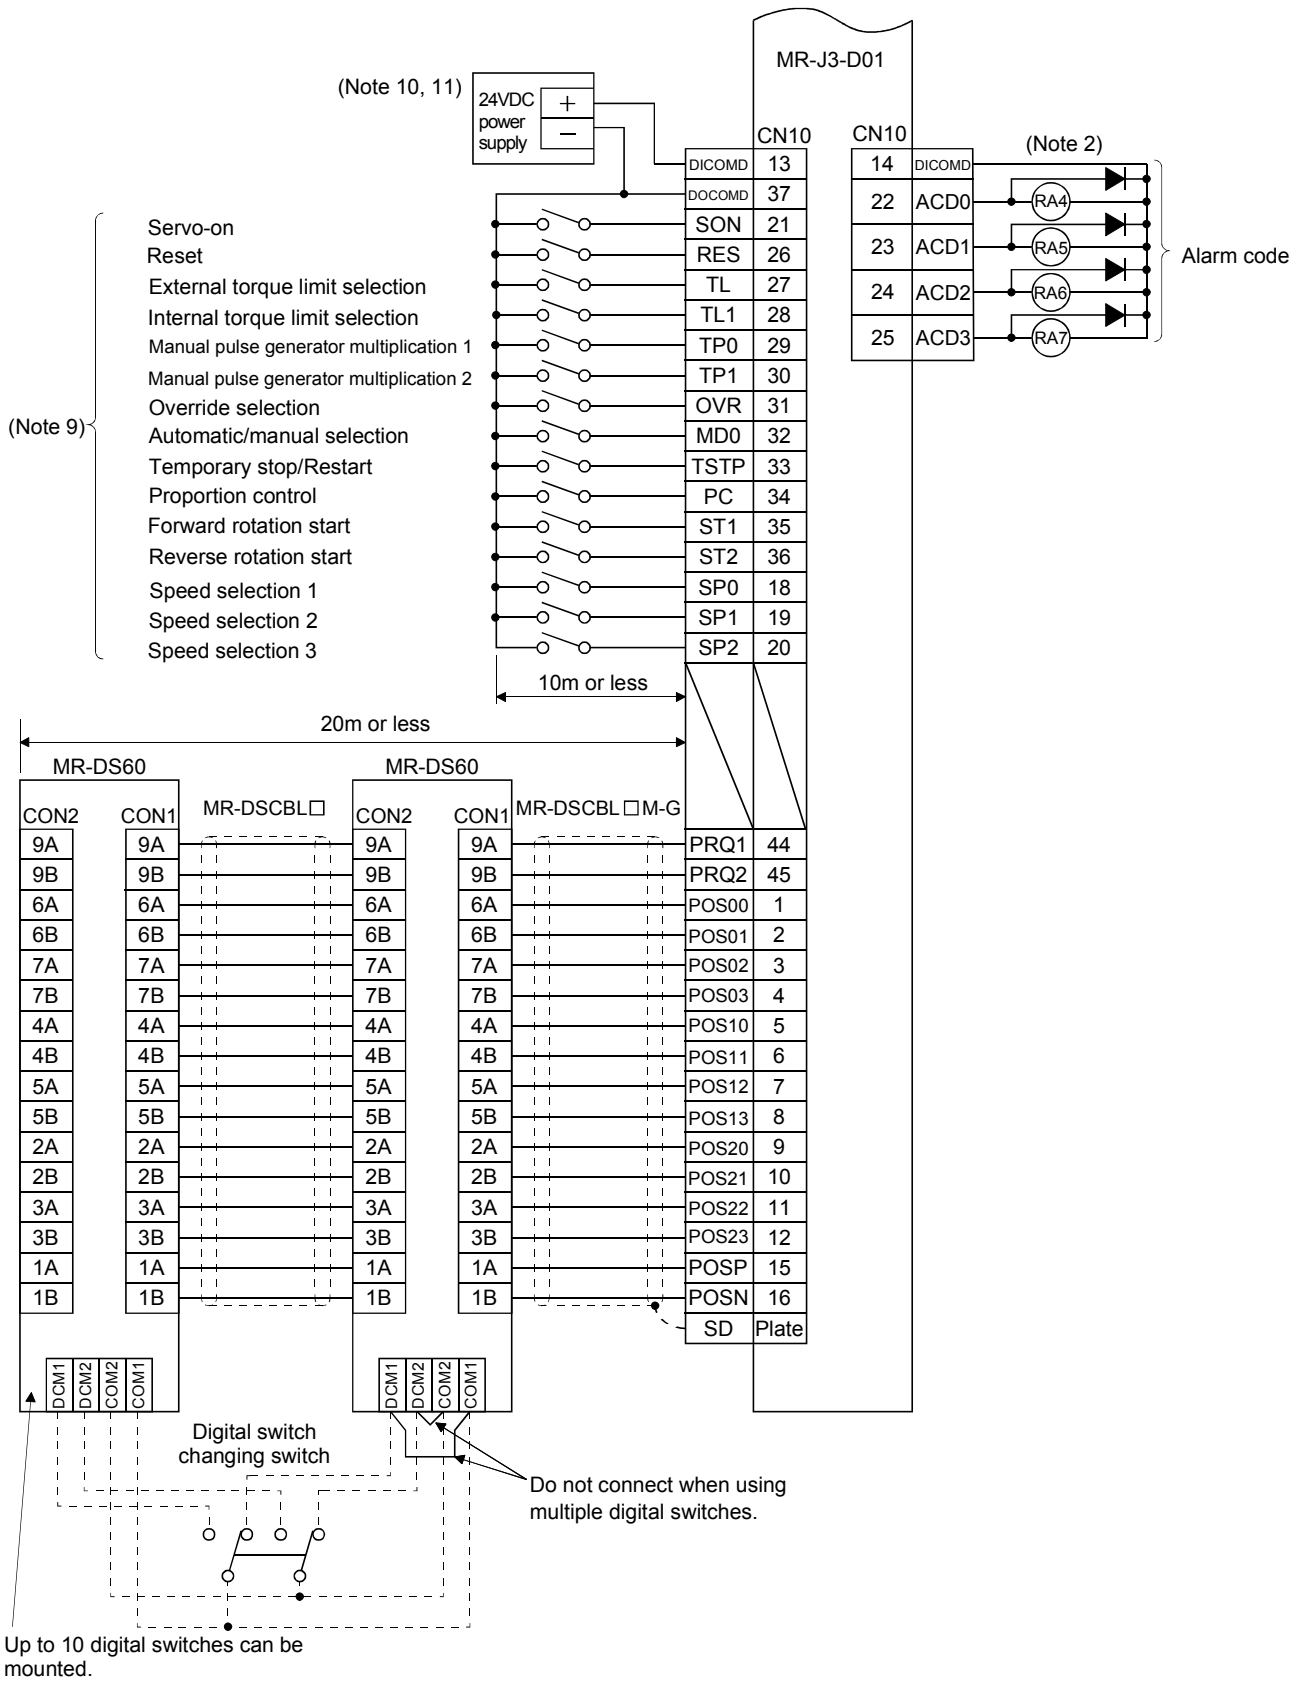 MR-J3-D01
(Note 10, 11)
24VDC
power
supply
+
−
CN10
CN10
(Note 2)
DICOMD 13
DOCOMD 37
14 DICOMD
22 ACD0 RA4
23 ACD1 RA5
24 ACD2 RA6
25 ACD3 RA7
Alarm code
(Note 9)
Servo-on SON 21
Reset RES 26
External torque limit selection TL 27
Internal torque limit selection TL1 28
Manual pulse generator multiplication 1 TP0 29
Manual pulse generator multiplication 2 TP1 30
Override selection OVR 31
Automatic/manual selection MD0 32
Temporary stop/Restart TSTP 33
Proportion control PC 34
Forward rotation start ST1 35
Reverse rotation start ST2 36
Speed selection 1 SP0 18
Speed selection 2 SP1 19
Speed selection 3 SP2 20
10m or less
20m or less
MR-DS60 MR-DS60
MR-DSCBL□ MR-DSCBL□M-G
CON2 CON1 CON2 CON1
9A 9A 9A 9A PRQ1 44
9B 9B 9B 9B PRQ2 45
6A 6A 6A 6A POS00 1
6B 6B 6B 6B POS01 2
7A 7A 7A 7A POS02 3
7B 7B 7B 7B POS03 4
4A 4A 4A 4A POS10 5
4B 4B 4B 4B POS11 6
5A 5A 5A 5A POS12 7
5B 5B 5B 5B POS13 8
2A 2A 2A 2A POS20 9
2B 2B 2B 2B POS21 10
3A 3A 3A 3A POS22 11
3B 3B 3B 3B POS23 12
1A 1A 1A 1A POSP 15
1B 1B 1B 1B POSN 16
SD Plate
DCM1 DCM2 COM2 COM1
DCM1 DCM2 COM2 COM1
Digital switch
changing switch
Do not connect when using
multiple digital switches.
Up to 10 digital switches can be
mounted.